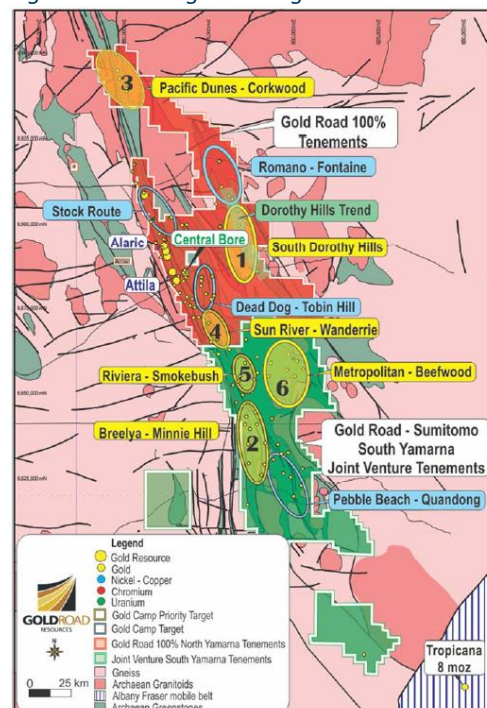 3
Pacific Dunes - Corkwood
Gold Road 100%
Tenements
Romano - Fontaine
Stock Route
Dorothy Hills Trend
Alaric
Central Bore
South Dorothy Hills
1
Attila
Dead Dog - Tobin Hill
4
Sun River - Wanderrie
Riviera - Smokebush
5
6
Metropolitan - Beefwood
Breelya - Minnie Hill
2
Gold Road - Sumitomo
South Yamarna
Joint Venture Tenements
Pebble Beach - Quandong
Legend
Gold Resource
Gold
Nickel - Copper
Chromium
Uranium
Gold Camp Priority Target
Gold Camp Target
Gold Road 100% North Yamarna Tenements
Joint Venture South Yamarna Tenements
Gneiss
Archaean Granitoids
Albany Fraser mobile belt
Archaean Greenstones
GOLDROAD
RESOURCES
0 25 km
Tropicana
8 moz